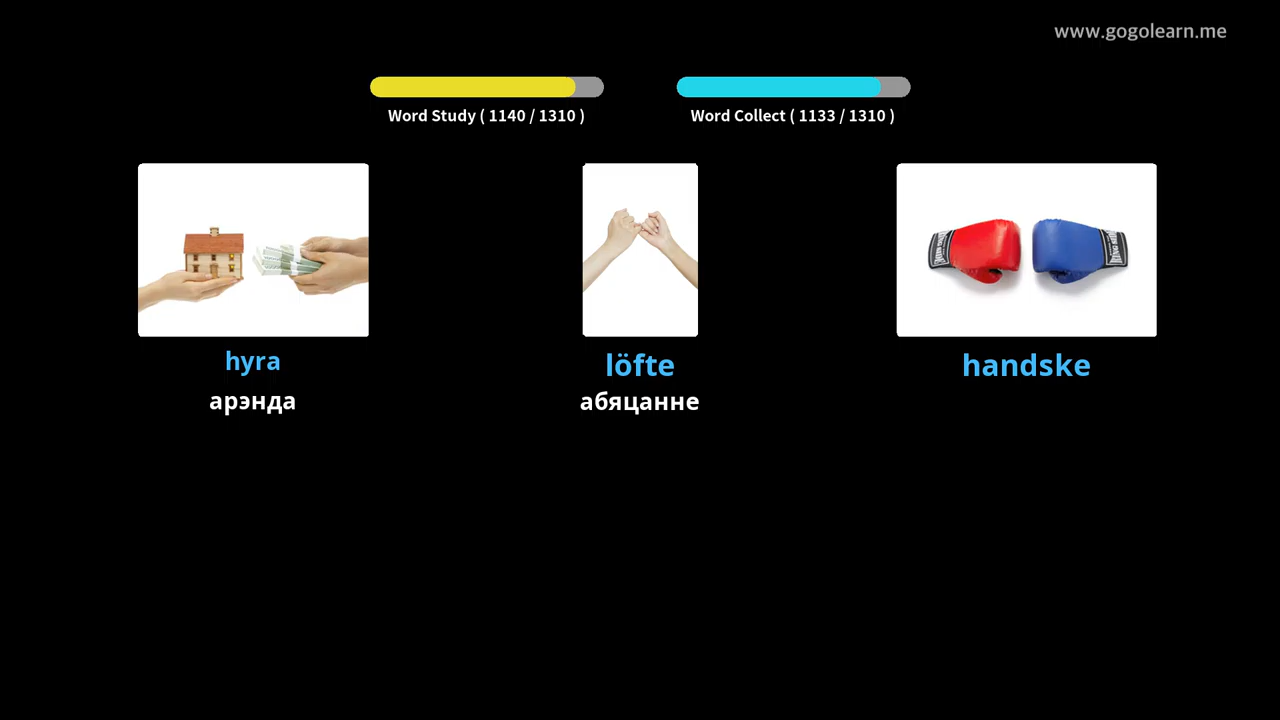 www.gogolearn.me
Word Study ( 1140 / 1310 )
Word Collect ( 1133 / 1310 )
hyra
löfte
handske
арэнда
абяцанне